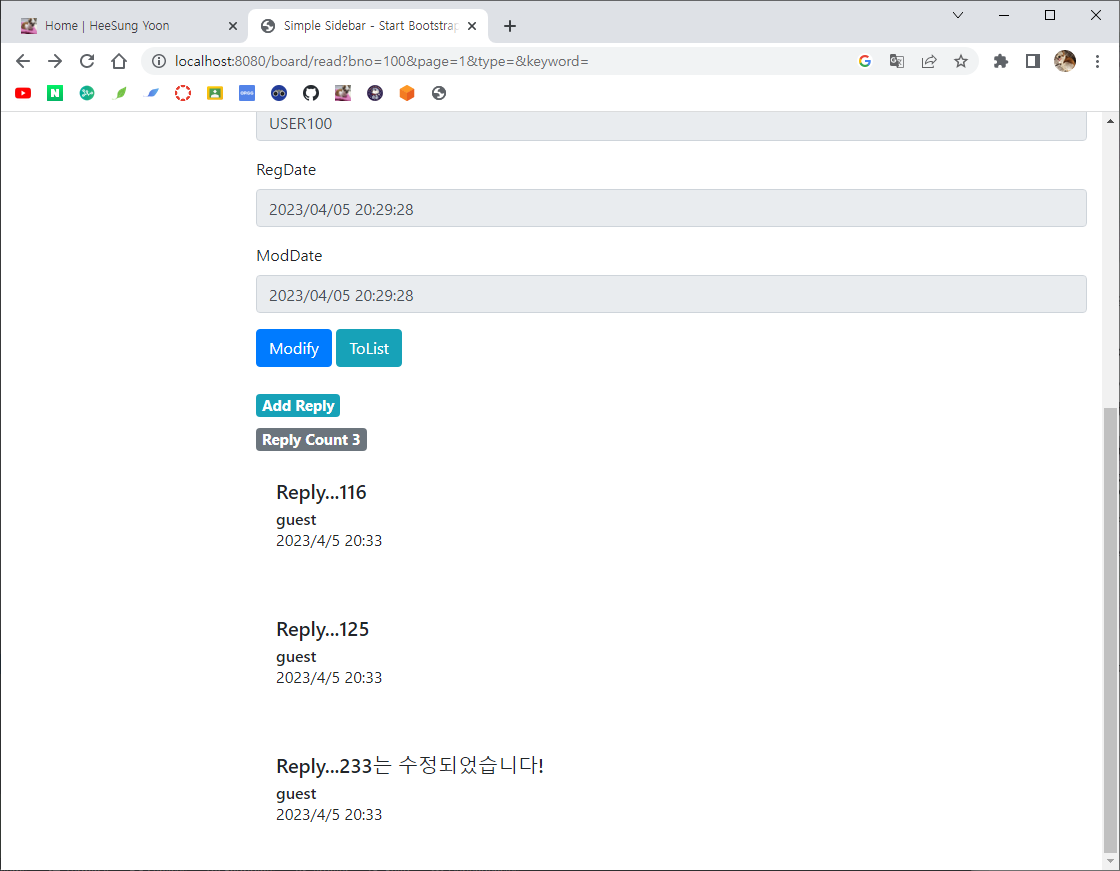 Home | HeeSung Yoon
Simple Sidebar - Start Bootstrap
localhost:8080/board/read?bno=100&page=1&type=&keyword=
USER100
RegDate
2023/04/05 20:29:28
ModDate
2023/04/05 20:29:28
Modify ToList
Add Reply
Reply Count 3
Reply...116
guest
2023/4/5 20:33
Reply...125
guest
2023/4/5 20:33
Reply...233는 수정되었습니다!
guest
2023/4/5 20:33